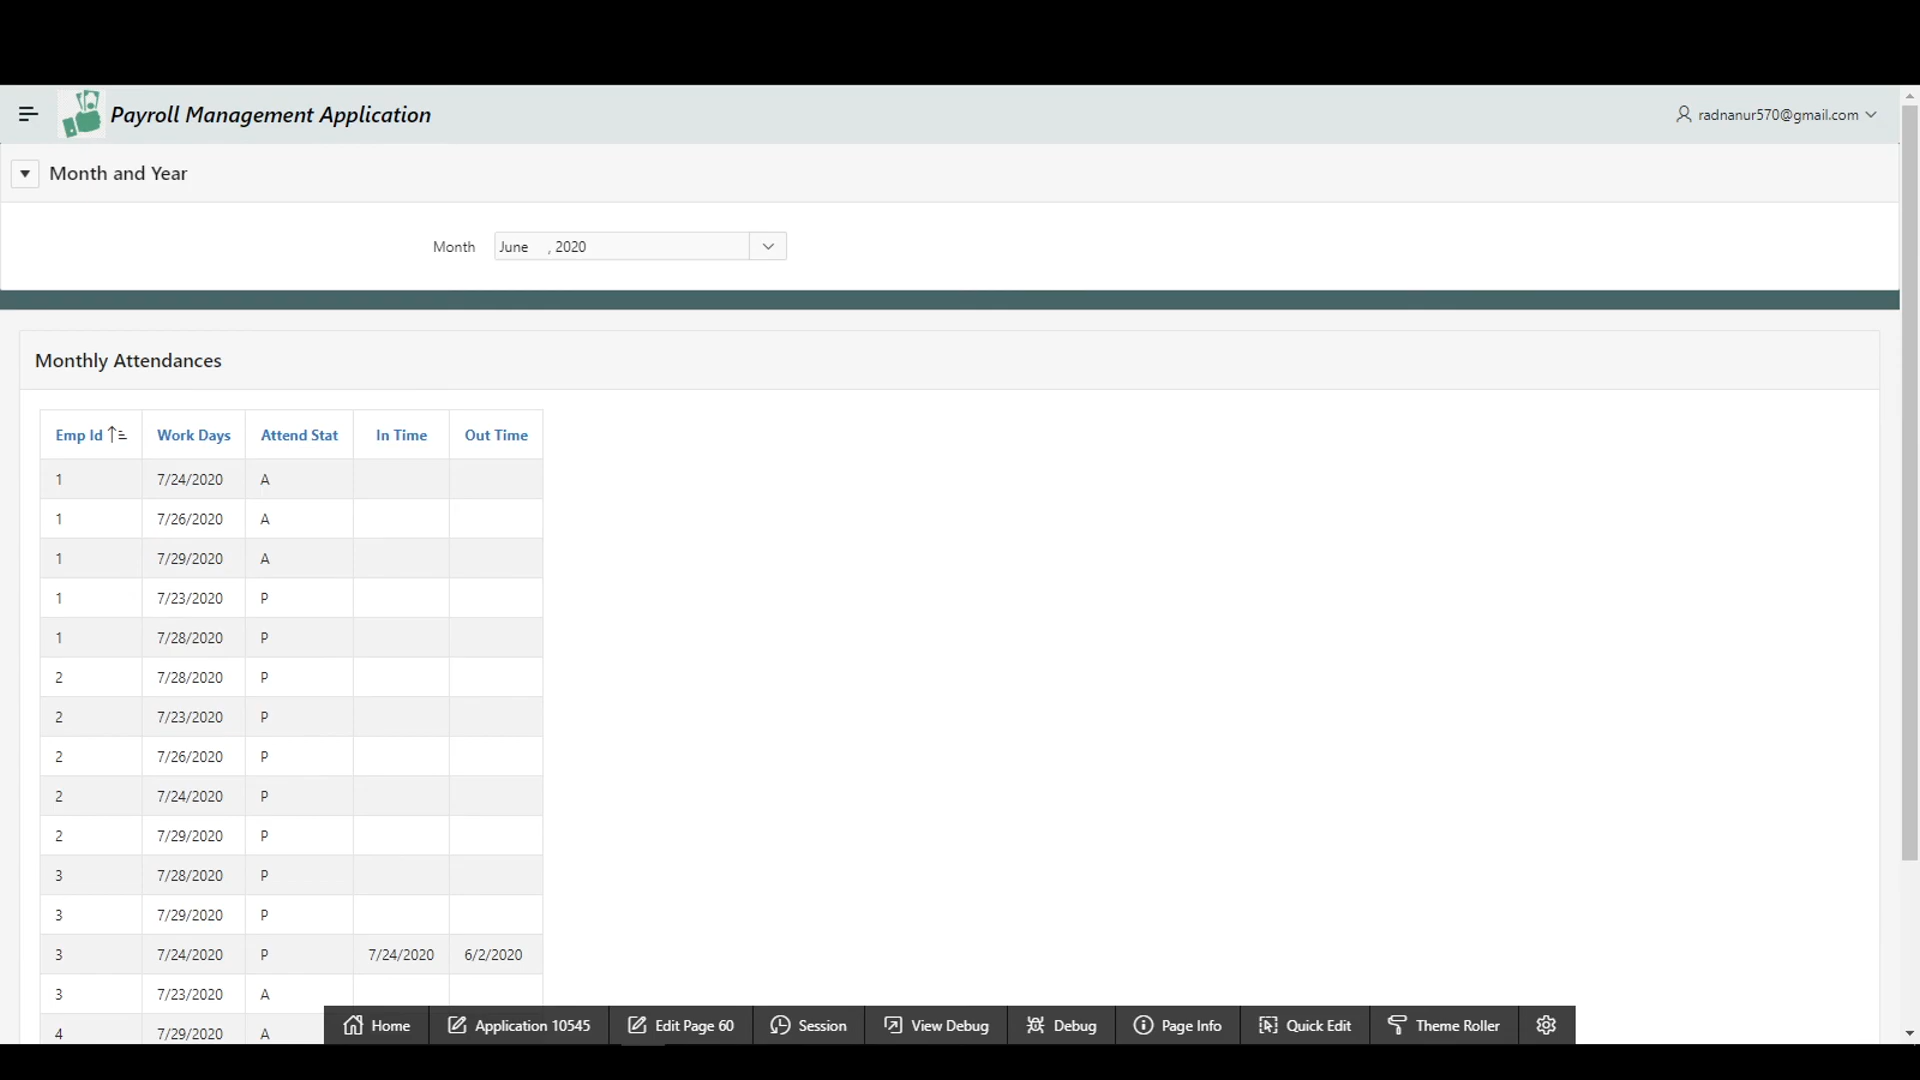 Payroll Management Application
radnanur570@gmail.com
Month and Year
Month June , 2020
Monthly Attendances
Emp Id Work Days Attend Stat In Time Out Time
1 7/24/2020 A
1 7/26/2020 A
1 7/29/2020 A
1 7/23/2020 P
1 7/28/2020 P
2 7/28/2020 P
2 7/23/2020 P
2 7/26/2020 P
2 7/24/2020 P
2 7/29/2020 P
3 7/28/2020 P
3 7/29/2020 P
3 7/24/2020 P 7/24/2020 6/2/2020
3 7/23/2020 A
4 7/29/2020 A
Home Application 10545 Edit Page 60 Session View Debug Debug Page Info Quick Edit Theme Roller